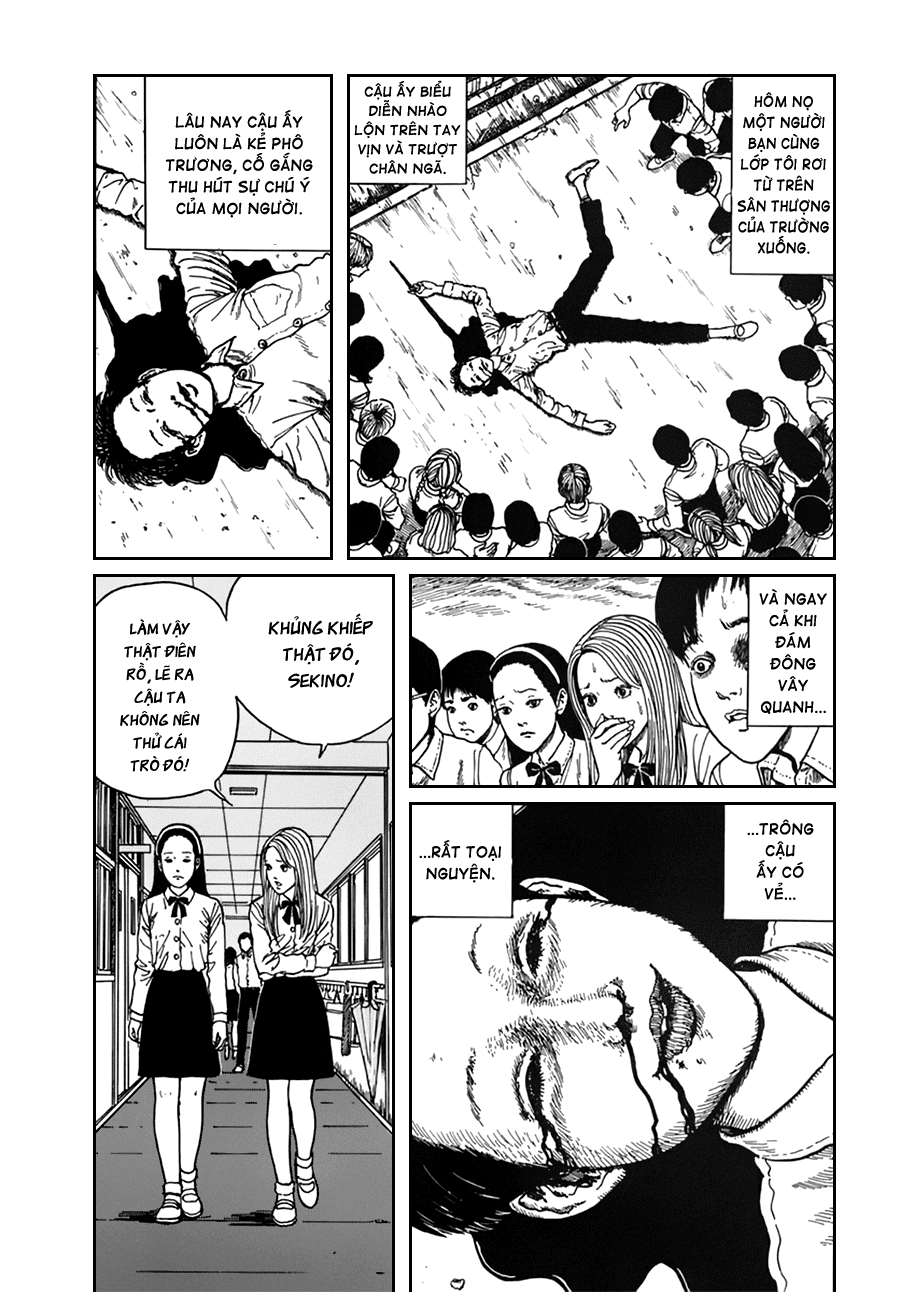 HÔM NỌ
MỘT NGƯỜI
BẠN CÙNG
LỚP TÔI RƠI
TỪ TRÊN
SÂN THƯỢNG
CỦA TRƯỜNG
XUỐNG.
CẬU ẤY BIỂU
DIỄN NHÀO
LỘN TRÊN TAY
VỊN VÀ TRƯỢT
CHÂN NGÃ.
LÂU NAY CẬU ẤY
LUÔN LÀ KẺ PHÔ
TRƯƠNG, CỐ GẮNG
THU HÚT SỰ CHÚ Ý
CỦA MỌI NGƯỜI.
VÀ NGAY
CẢ KHI
ĐÁM
ĐÔNG
VÂY
QUANH...
...TRÔNG
CẬU
ẤY CÓ
VẺ...
...RẤT TOẠI
NGUYỆN.
KHỦNG KHIẾP
THẬT ĐÓ,
SEKINO!
LÀM VẬY
THẬT ĐIÊN
RỒ, LẼ RA
CẬU TA
KHÔNG NÊN
THỬ CÁI
TRÒ ĐÓ!